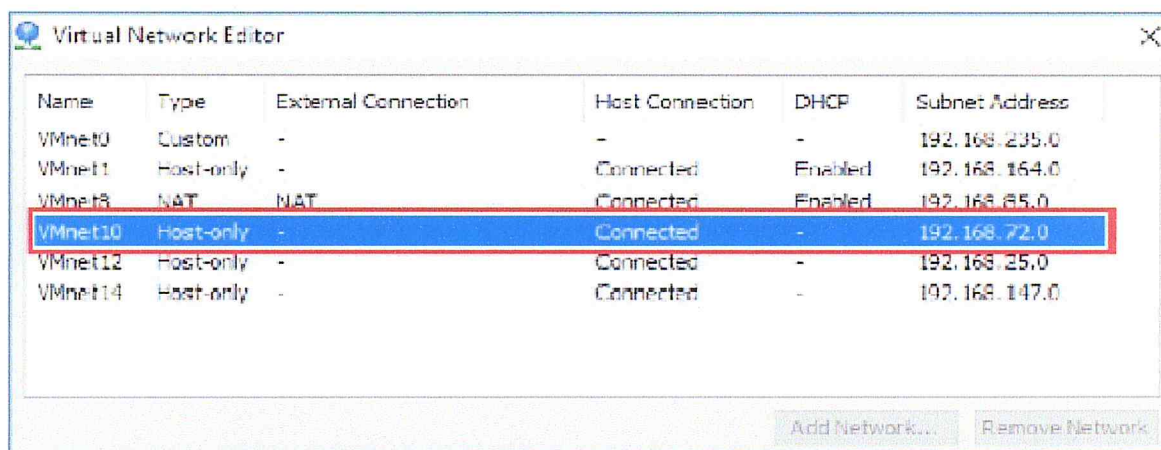 Virtual Network Editor
Name Type External Connection Host Connection DHCP Subnet Address
VMnet0 Custom - - - 192.168.235.0
VMnet1 Host-only - Connected Enabled 192.168.164.0
VMnet8 NAT NAT Connected Enabled 192.168.85.0
VMnet10 Host-only - Connected - 192.168.72.0
VMnet12 Host-only - Connected - 192.168.25.0
VMnet14 Host-only - Connected - 192.168.147.0
Add Network... Remove Network